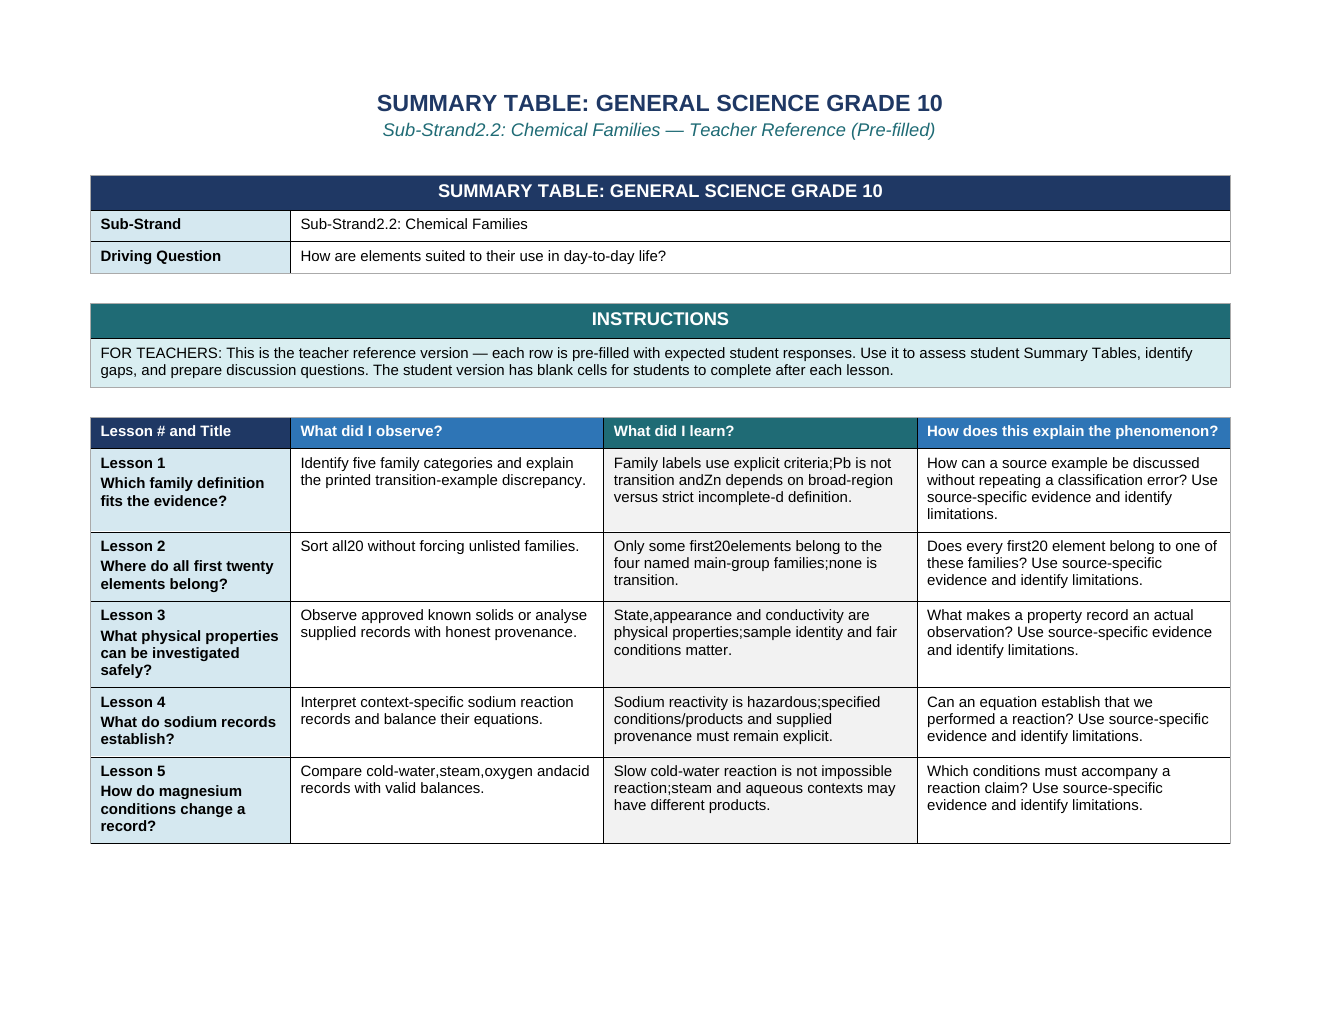 SUMMARY TABLE: GENERAL SCIENCE GRADE 10
Sub-Strand2.2: Chemical Families — Teacher Reference (Pre-filled)
SUMMARY TABLE: GENERAL SCIENCE GRADE 10
Sub-Strand
Sub-Strand2.2: Chemical Families
Driving Question
How are elements suited to their use in day-to-day life?
INSTRUCTIONS
FOR TEACHERS: This is the teacher reference version — each row is pre-filled with expected student responses. Use it to assess student Summary Tables, identify
gaps, and prepare discussion questions. The student version has blank cells for students to complete after each lesson.
Lesson # and Title
What did I observe?
What did I learn?
How does this explain the phenomenon?
Lesson 1
Which family definition
fits the evidence?
Identify five family categories and explain
the printed transition-example discrepancy.
Family labels use explicit criteria;Pb is not
transition andZn depends on broad-region
versus strict incomplete-d definition.
How can a source example be discussed
without repeating a classification error? Use
source-specific evidence and identify
limitations.
Lesson 2
Where do all first twenty
elements belong?
Sort all20 without forcing unlisted families.
Only some first20elements belong to the
four named main-group families;none is
transition.
Does every first20 element belong to one of
these families? Use source-specific
evidence and identify limitations.
Lesson 3
What physical properties
can be investigated
safely?
Observe approved known solids or analyse
supplied records with honest provenance.
State,appearance and conductivity are
physical properties;sample identity and fair
conditions matter.
What makes a property record an actual
observation? Use source-specific evidence
and identify limitations.
Lesson 4
What do sodium records
establish?
Interpret context-specific sodium reaction
records and balance their equations.
Sodium reactivity is hazardous;specified
conditions/products and supplied
provenance must remain explicit.
Can an equation establish that we
performed a reaction? Use source-specific
evidence and identify limitations.
Lesson 5
How do magnesium
conditions change a
record?
Compare cold-water,steam,oxygen andacid
records with valid balances.
Slow cold-water reaction is not impossible
reaction;steam and aqueous contexts may
have different products.
Which conditions must accompany a
reaction claim? Use source-specific
evidence and identify limitations.